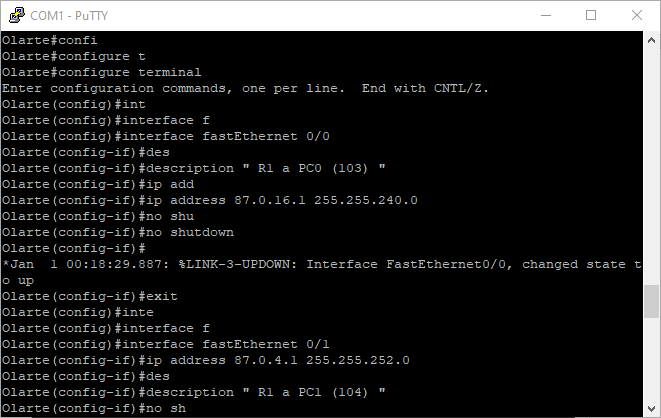 COM1 - PuTTY
Olarte#confi
Olarte#configure t
Olarte#configure terminal
Enter configuration commands, one per line.  End with CNTL/Z.
Olarte(config)#int
Olarte(config)#interface f
Olarte(config)#interface fastEthernet 0/0
Olarte(config-if)#des
Olarte(config-if)#description " R1 a PC0 (103) "
Olarte(config-if)#ip add
Olarte(config-if)#ip address 87.0.16.1 255.255.240.0
Olarte(config-if)#no shu
Olarte(config-if)#no shutdown
Olarte(config-if)#
*Jan  1 00:18:29.887: %LINK-3-UPDOWN: Interface FastEthernet0/0, changed state t
o up
Olarte(config-if)#exit
Olarte(config)#inte
Olarte(config)#interface f
Olarte(config)#interface fastEthernet 0/1
Olarte(config-if)#ip address 87.0.4.1 255.255.252.0
Olarte(config-if)#des
Olarte(config-if)#description " R1 a PC1 (104) "
Olarte(config-if)#no sh